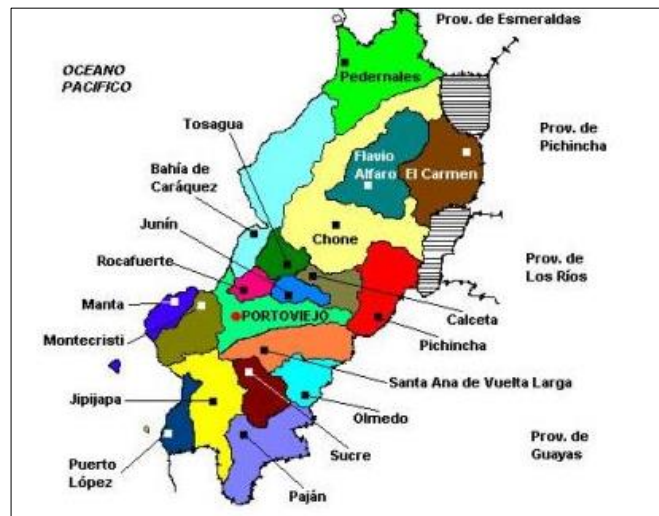 Prov. de Esmeraldas
OCEANO
PACIFICO
Pedernales
Tosagua
Prov. de
Pichincha
Bahía de
Caráquez
Flavio
Alfaro
El Carmen
Junín
Chone
Rocafuerte
Prov. de
Los Ríos
Manta
PORTOVIEJO
Calceta
Montecristi
Pichincha
Santa Ana de Vuelta Larga
Jipijapa
Olmedo
Prov. de
Guayas
Puerto
López
Sucre
Paján